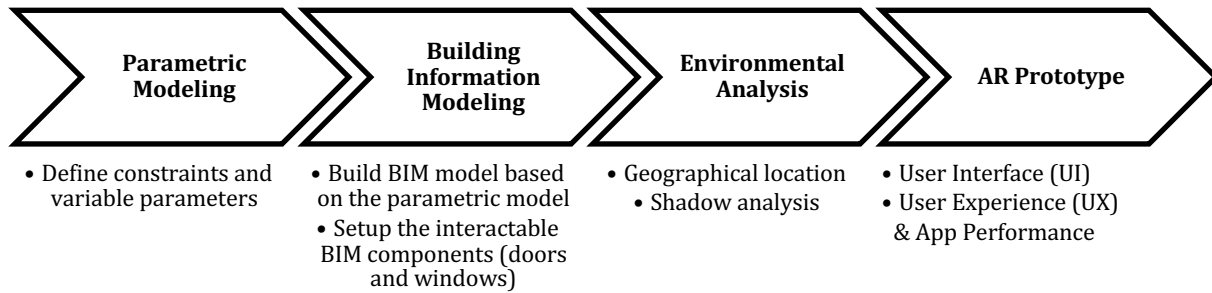 Parametric
Modeling
Building
Information
Modeling
Environmental
Analysis
AR Prototype
• Define constraints and
variable parameters
• Build BIM model based
on the parametric model
• Setup the interactable
BIM components (doors
and windows)
• Geographical location
• Shadow analysis
• User Interface (UI)
• User Experience (UX)
& App Performance